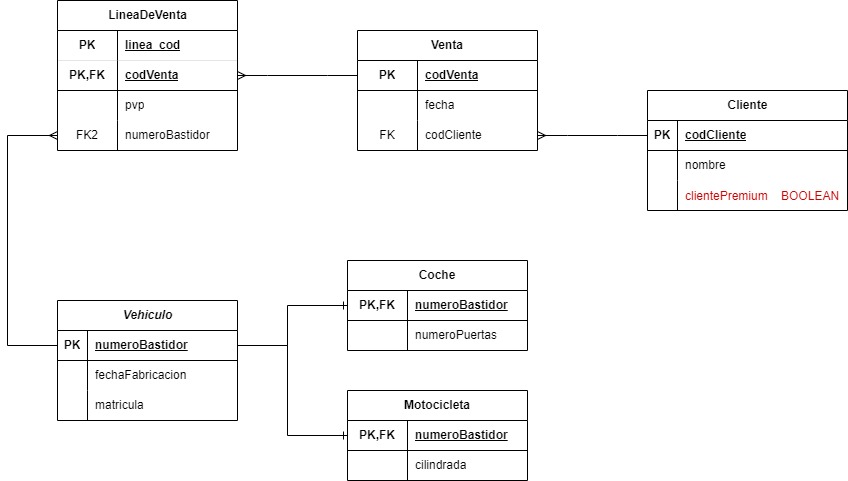 LineaDeVenta
PK linea_cod
PK,FK codVenta
pvp
FK2 numeroBastidor
Venta
PK codVenta
fecha
FK codCliente
Cliente
PK codCliente
nombre
clientePremium BOOLEAN
Vehiculo
PK numeroBastidor
fechaFabricacion
matricula
Coche
PK,FK numeroBastidor
numeroPuertas
Motocicleta
PK,FK numeroBastidor
cilindrada